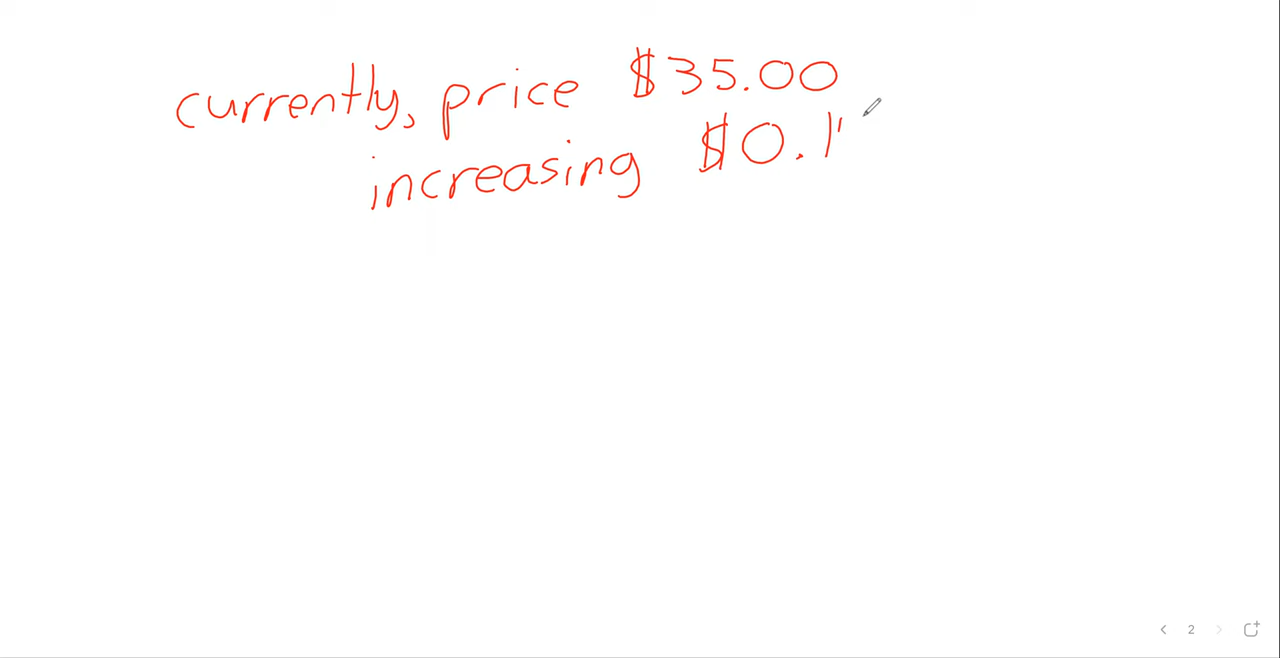 currently, price $35.00
increasing $0.1
2